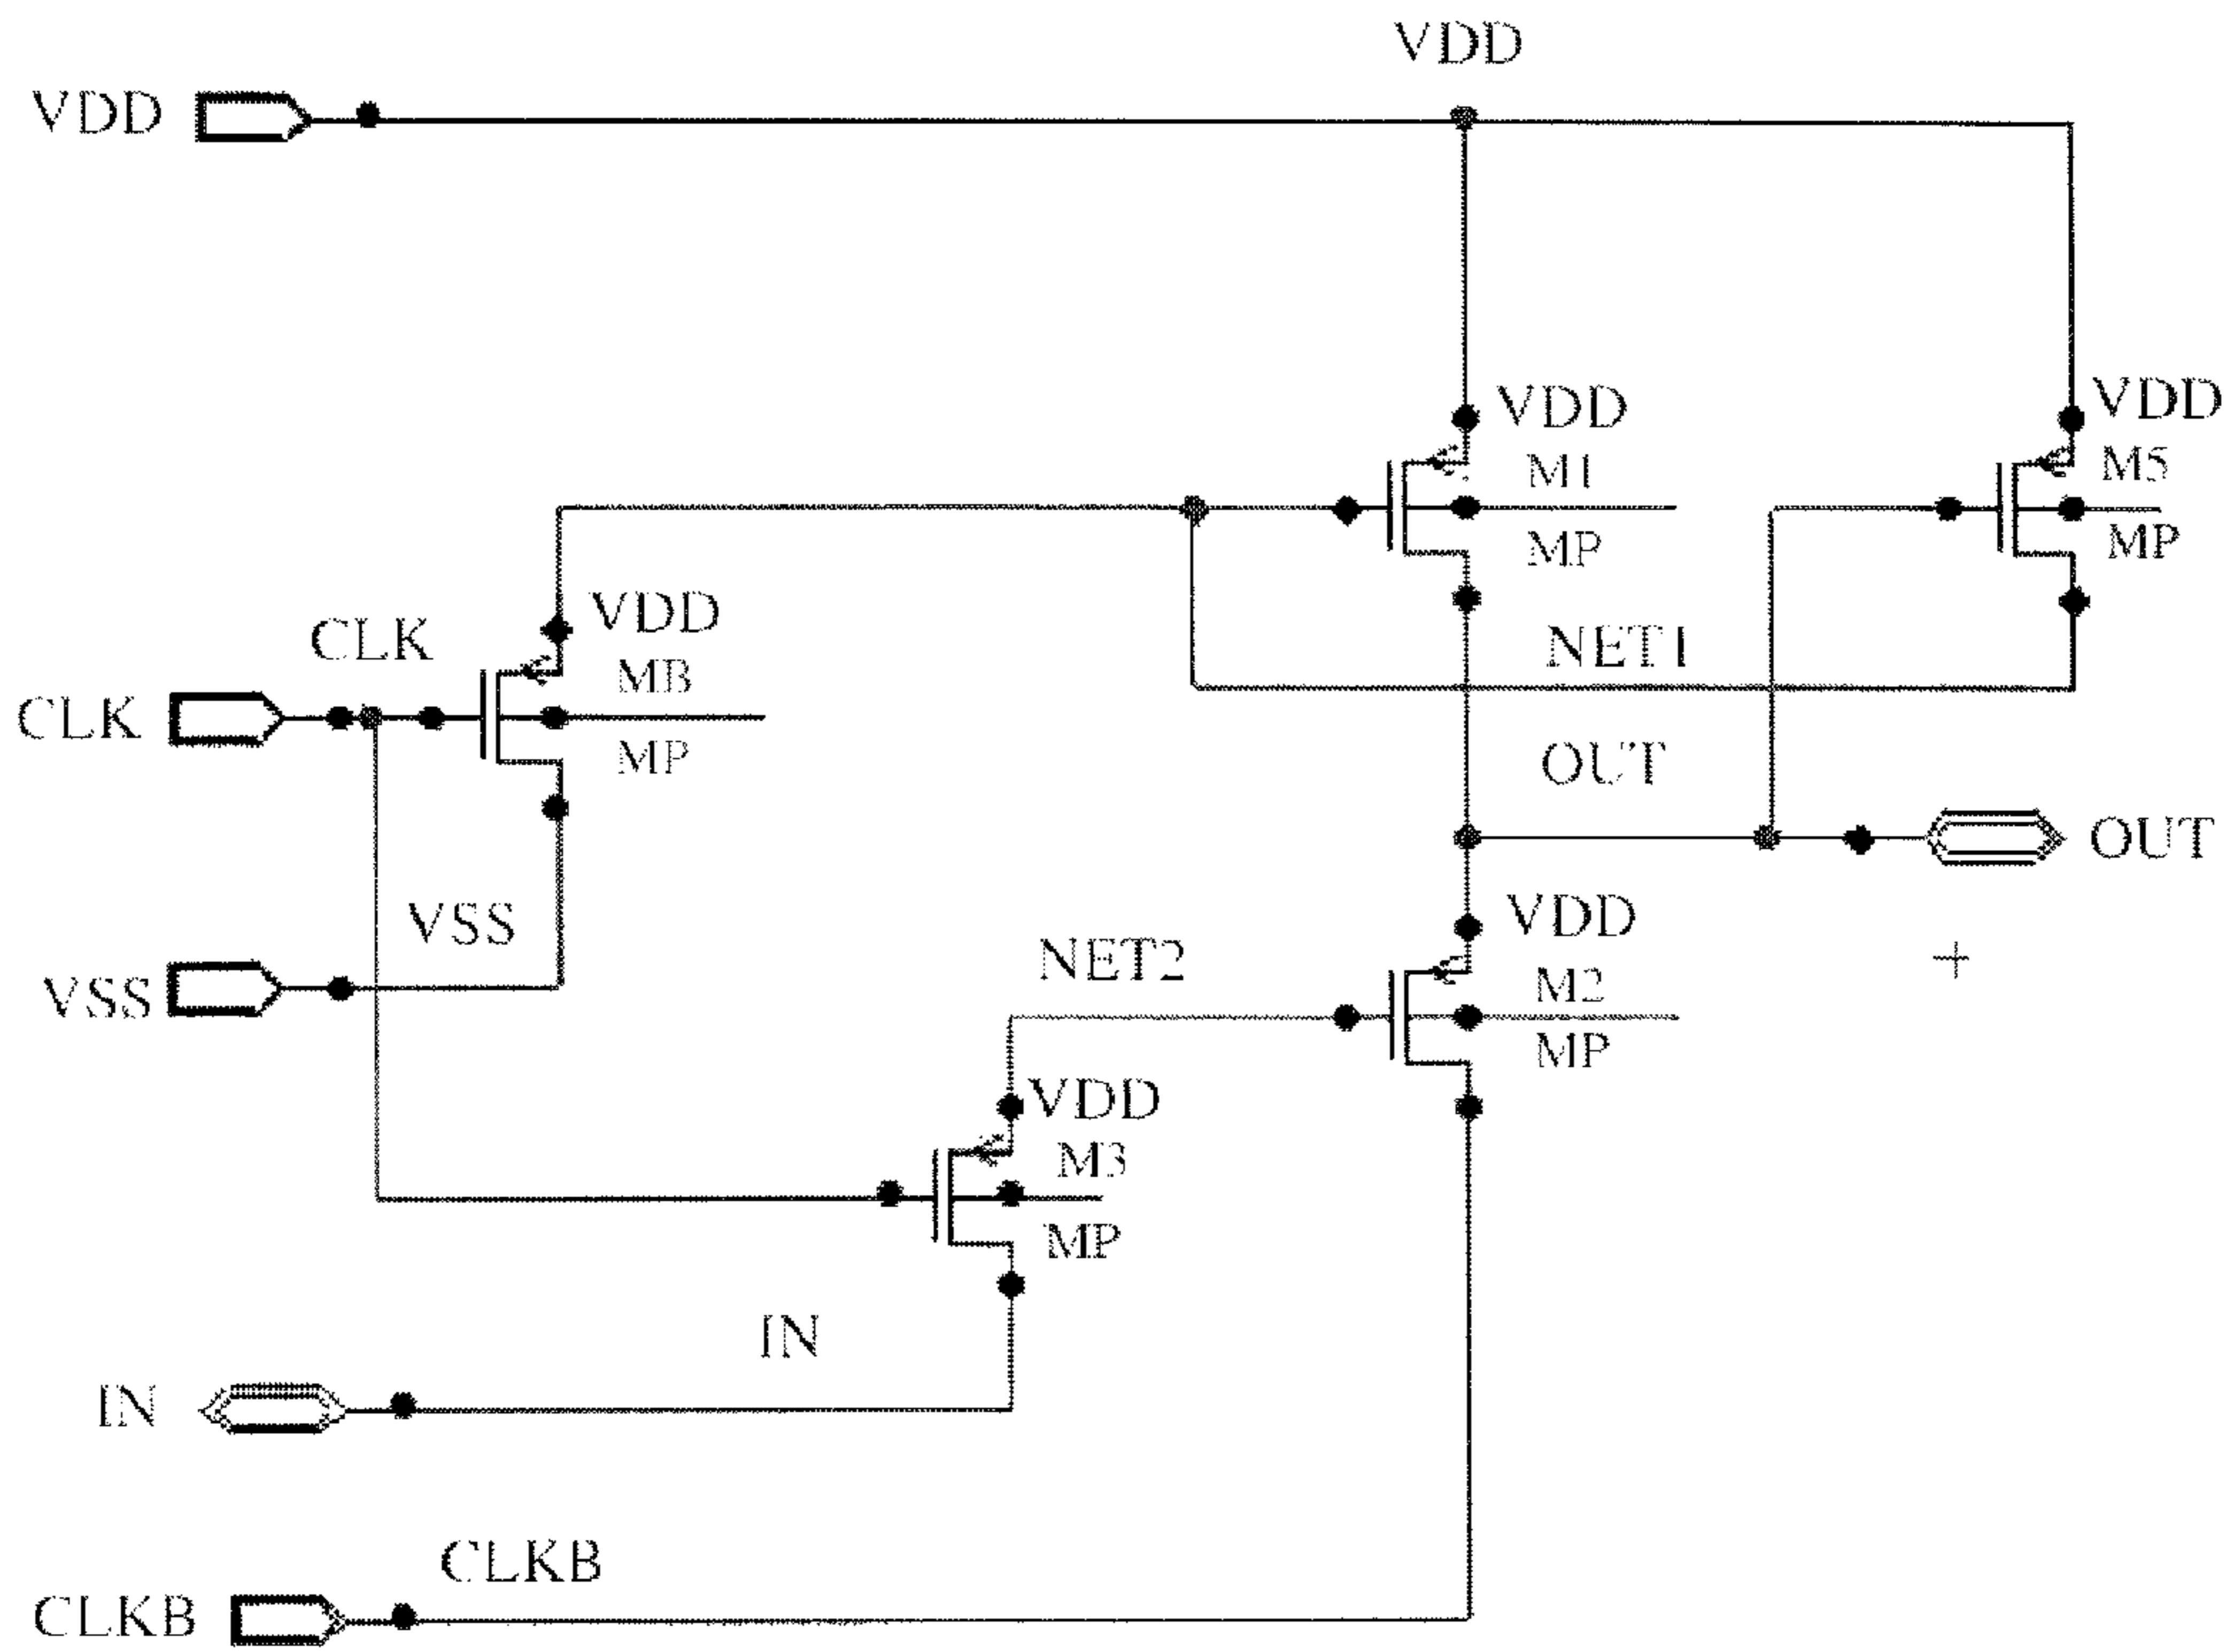 VDD
VDD
VDD
M1
MP
VDD
M5
MP
CLK
VDD
MB
MP
NET1
CLK
OUT
OUT
VSS
VSS
NET2
VDD
M2
MP
VDD
M3
MP
IN
IN
CLKB
CLKB